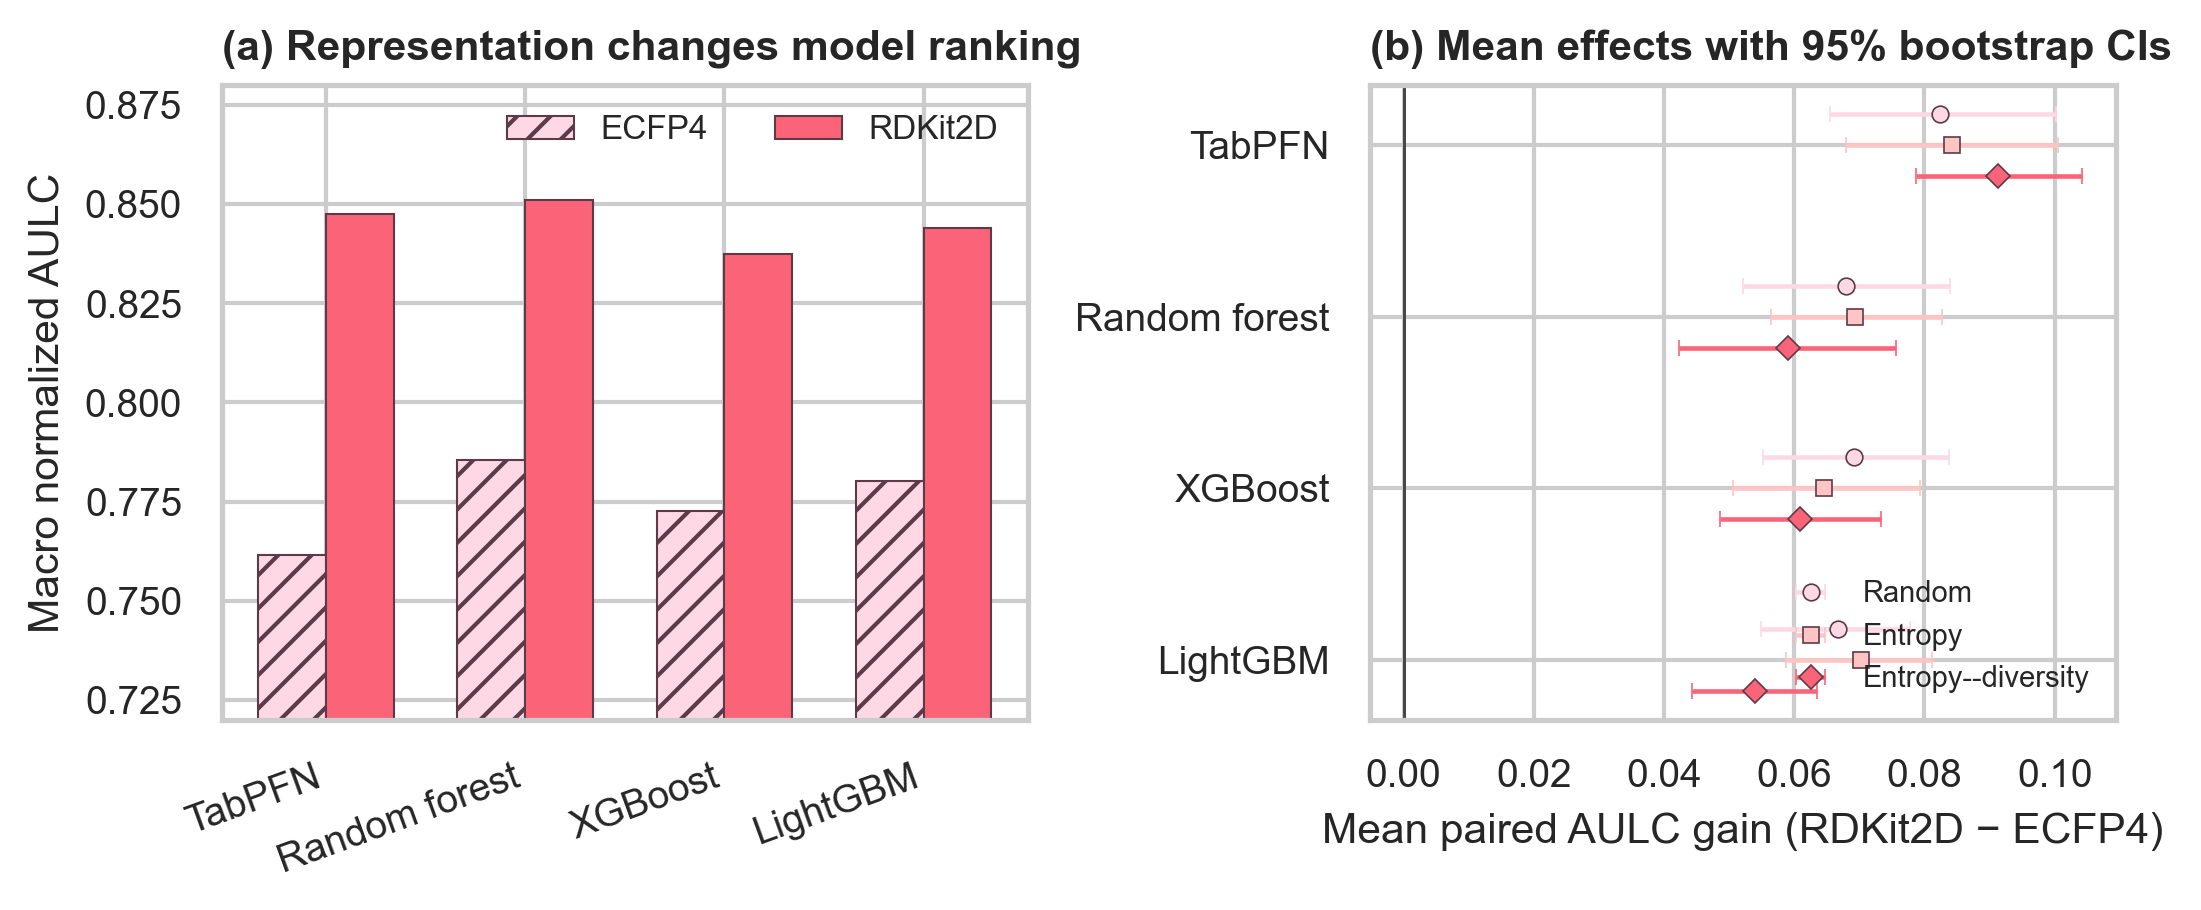 (a) Representation changes model ranking
Macro normalized AULC
0.875
0.850
0.825
0.800
0.775
0.750
0.725
ECFP4
RDKit2D
TabPFN
Random forest
XGBoost
LightGBM
(b) Mean effects with 95% bootstrap CIs
TabPFN
Random forest
XGBoost
LightGBM
Random
Entropy
Entropy--diversity
0.00
0.02
0.04
0.06
0.08
0.10
Mean paired AULC gain (RDKit2D − ECFP4)